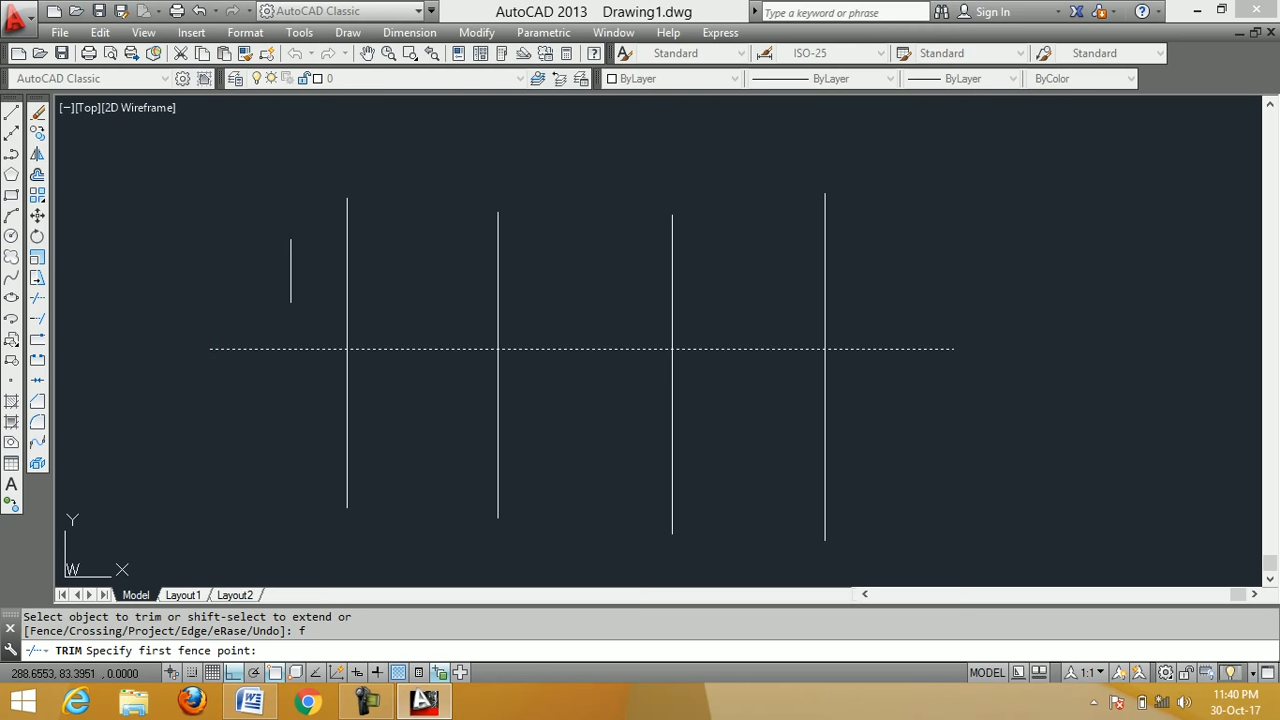 AutoCAD Classic
AutoCAD 2013 Drawing1.dwg
Type a keyword or phrase
Sign In
File Edit View Insert Format Tools Draw Dimension Modify Parametric Window Help Express
Standard ISO-25 Standard Standard
AutoCAD Classic 0 ByLayer ByLayer ByLayer ByColor
[−][Top][2D Wireframe]
A
Y
W X
Model Layout1 Layout2
Select object to trim or shift-select to extend or
[Fence/Crossing/Project/Edge/eRase/Undo]: f
TRIM Specify first fence point:
288.6553, 83.3951, 0.0000 MODEL 1:1
11:40 PM
30-Oct-17